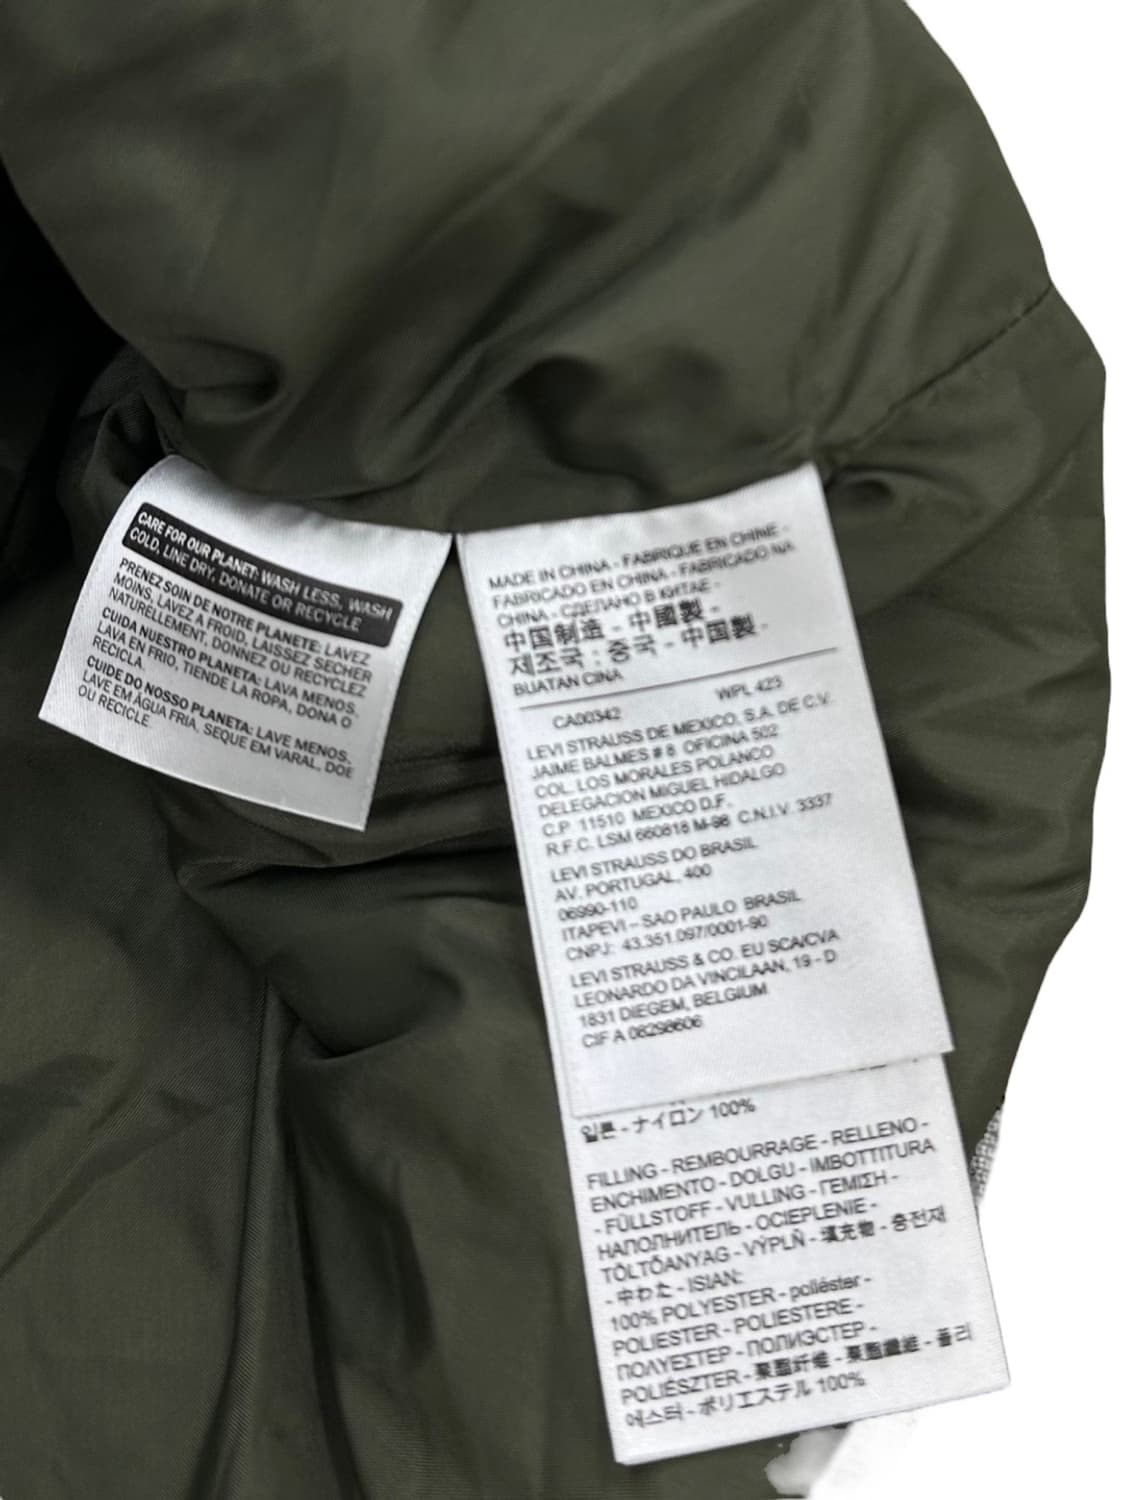 CARE FOR OUR PLANET: WASH LESS, WASH
COLD, LINE DRY, DONATE OR RECYCLE
PRENEZ SOIN DE NOTRE PLANETE: LAVEZ
MOINS, LAVEZ A FROID, LAISSEZ SECHER
NATURELLEMENT, DONNEZ OU RECYCLEZ
CUIDA NUESTRO PLANETA: LAVA MENOS,
LAVA EN FRIO, TIENDE LA ROPA, DONA O
RECICLA.
CUIDE DO NOSSO PLANETA: LAVE MENOS,
LAVE EM ÁGUA FRIA, SEQUE EM VARAL, DOE
OU RECICLE
MADE IN CHINA - FABRIQUE EN CHINE -
FABRICADO EN CHINA - FABRICADO NA
CHINA - СДЕЛАНО В КИТАЕ -
中国制造 - 中國製 -
제조국 : 중국 - 中国製 -
BUATAN CINA
CA00342 WPL 423
LEVI STRAUSS DE MEXICO, S.A. DE C.V.
JAIME BALMES # 8 OFICINA 502
COL. LOS MORALES POLANCO
DELEGACION MIGUEL HIDALGO
C.P 11510 MEXICO D.F.
R.F.C. LSM 660818 M-98 C.N.I.V. 3337
LEVI STRAUSS DO BRASIL
AV. PORTUGAL, 400
06990-110
ITAPEVI – SAO PAULO BRASIL
CNPJ: 43.351.097/0001-90
LEVI STRAUSS & CO. EU SCA/CVA
LEONARDO DA VINCILAAN, 19 - D
1831 DIEGEM, BELGIUM
CIF A 08298606
일론 - ナイロン 100%
FILLING - REMBOURRAGE - RELLENO -
ENCHIMENTO - DOLGU - IMBOTTITURA
- FÜLLSTOFF - VULLING - ΓΕΜΙΣΗ -
НАПОЛНИТЕЛЬ - OCIEPLENIE -
TÖLTŐANYAG - VÝPLŇ - 填充物 - 충전재
- 中わた - ISIAN:
100% POLYESTER - poliéster -
POLIESTER - POLIESTERE -
ΠΟΛΥΕΣΤΕΡ - ПОЛИЭСТЕР -
POLIÉSZTER - 聚酯纤维 - 聚酯纖維 - 폴리
에스터 - ポリエステル 100%